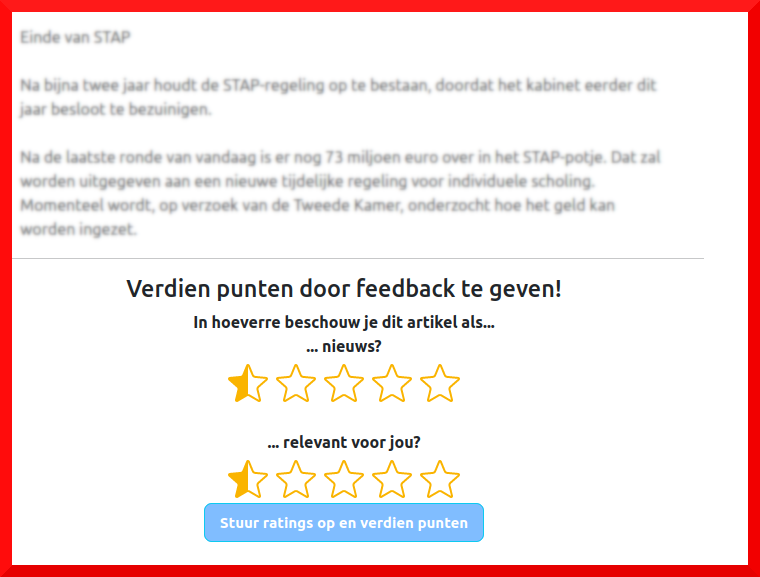 Einde van STAP
Na bijna twee jaar houdt de STAP-regeling op te bestaan, doordat het kabinet eerder dit
jaar besloot te bezuinigen.
Na de laatste ronde van vandaag is er nog 73 miljoen euro over in het STAP-potje. Dat zal
worden uitgegeven aan een nieuwe tijdelijke regeling voor individuele scholing.
Momenteel wordt, op verzoek van de Tweede Kamer, onderzocht hoe het geld kan
worden ingezet.
Verdien punten door feedback te geven!
In hoeverre beschouw je dit artikel als...
... nieuws?
... relevant voor jou?
Stuur ratings op en verdien punten